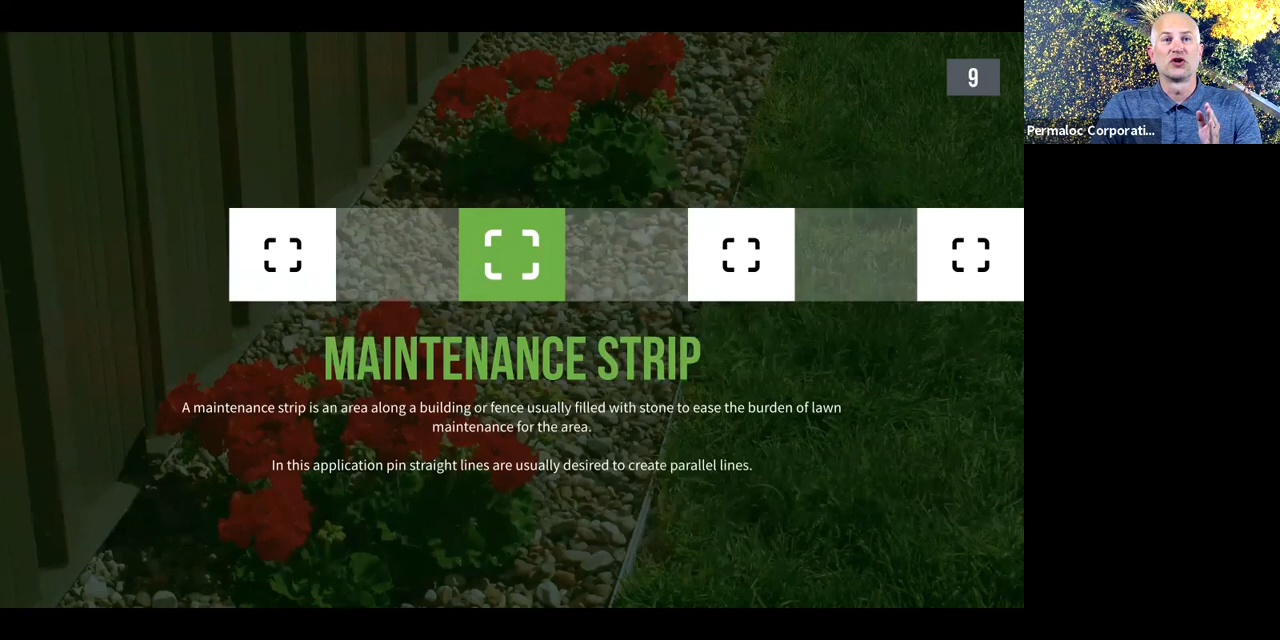 9
Permaloc Corporati...
MAINTENANCE STRIP
A maintenance strip is an area along a building or fence usually filled with stone to ease the burden of lawn
maintenance for the area.
In this application pin straight lines are usually desired to create parallel lines.